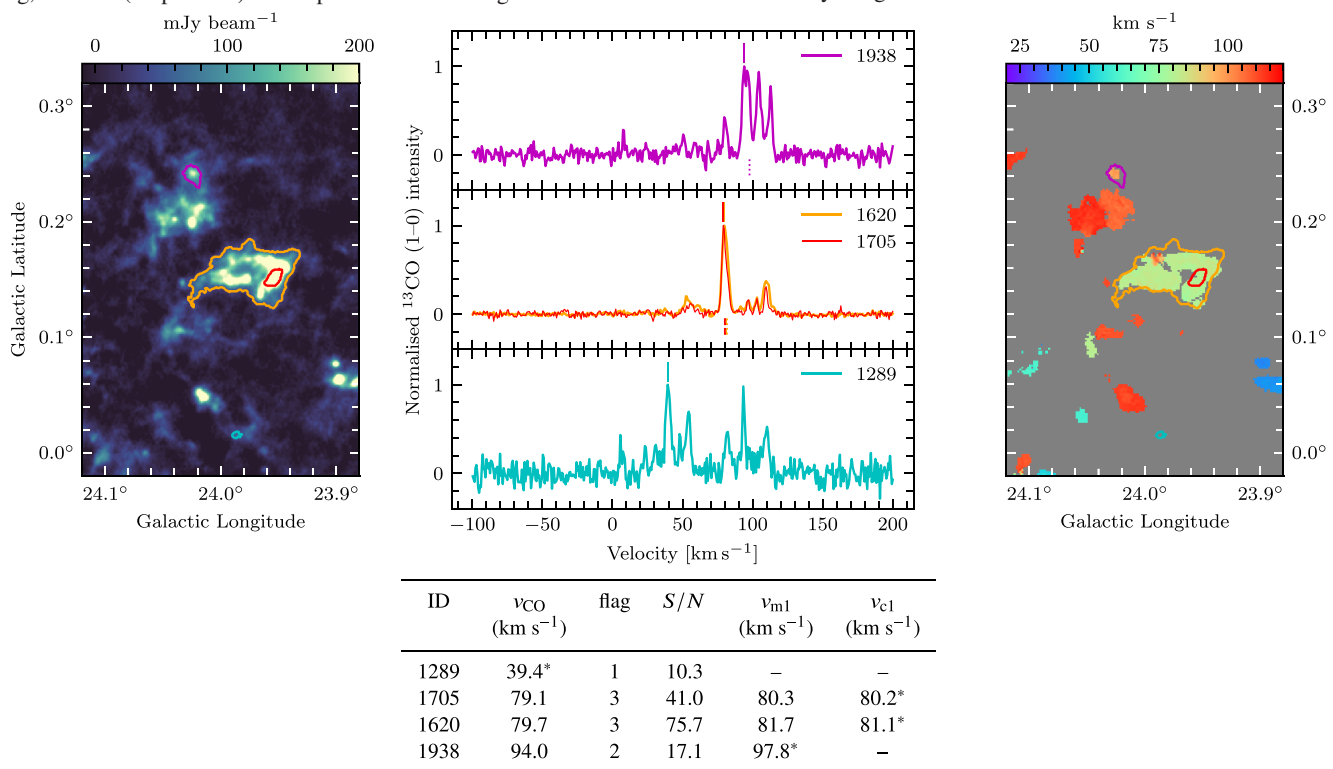 mJy beam−1
0 100 200
0.3°
0.2°
0.1°
0.0°
24.1° 24.0° 23.9°
Galactic Latitude
Galactic Longitude
Normalised 13CO (1–0) intensity
1938
1
0
1620
1705
1
0
1289
1
0
−100 −50 0 50 100 150 200
Velocity [km s−1]
km s−1
25 50 75 100
0.3°
0.2°
0.1°
0.0°
24.1° 24.0° 23.9°
Galactic Longitude
ID vCO flag S/N vm1 vc1
(km s−1) (km s−1) (km s−1)
1289 39.4* 1 10.3 – –
1705 79.1 3 41.0 80.3 80.2*
1620 79.7 3 75.7 81.7 81.1*
1938 94.0 2 17.1 97.8* –